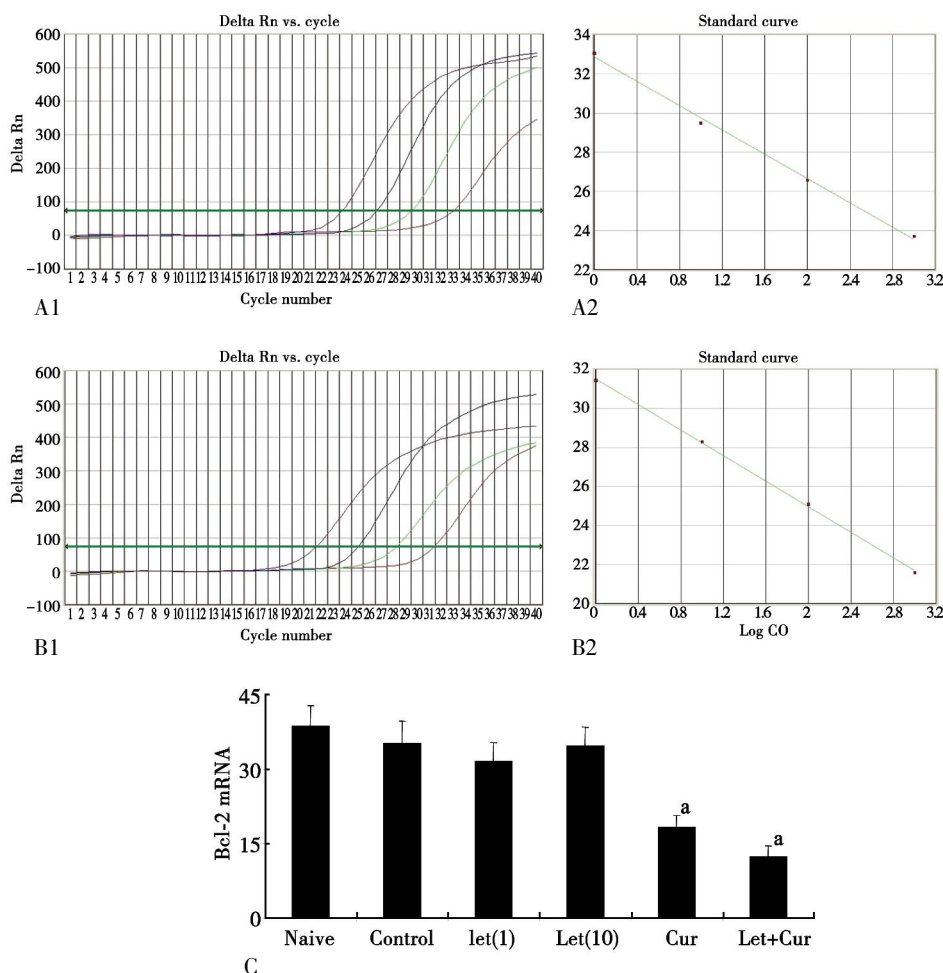 Delta Rn vs. cycle
600
500
400
300
200
100
0
−100
Delta Rn
1 2 3 4 5 6 7 8 9 10 11 12 13 14 15 16 17 18 19 20 21 22 23 24 25 26 27 28 29 30 31 32 33 34 35 36 37 38 39 40
Cycle number
A1
Standard curve
34
32
30
28
26
24
22
0 0.4 0.8 1.2 1.6 2.0 2.4 2.8 3.2
A2
Delta Rn vs. cycle
600
500
400
300
200
100
0
−100
Delta Rn
1 2 3 4 5 6 7 8 9 10 11 12 13 14 15 16 17 18 19 20 21 22 23 24 25 26 27 28 29 30 31 32 33 34 35 36 37 38 39 40
Cycle number
B1
Standard curve
32
30
28
26
24
22
20
0 0.4 0.8 1.2 1.6 2.0 2.4 2.8 3.2
Log CO
B2
45
30
15
0
Bcl-2 mRNA
a
a
Naive Control let(1) Let(10) Cur Let+Cur
C